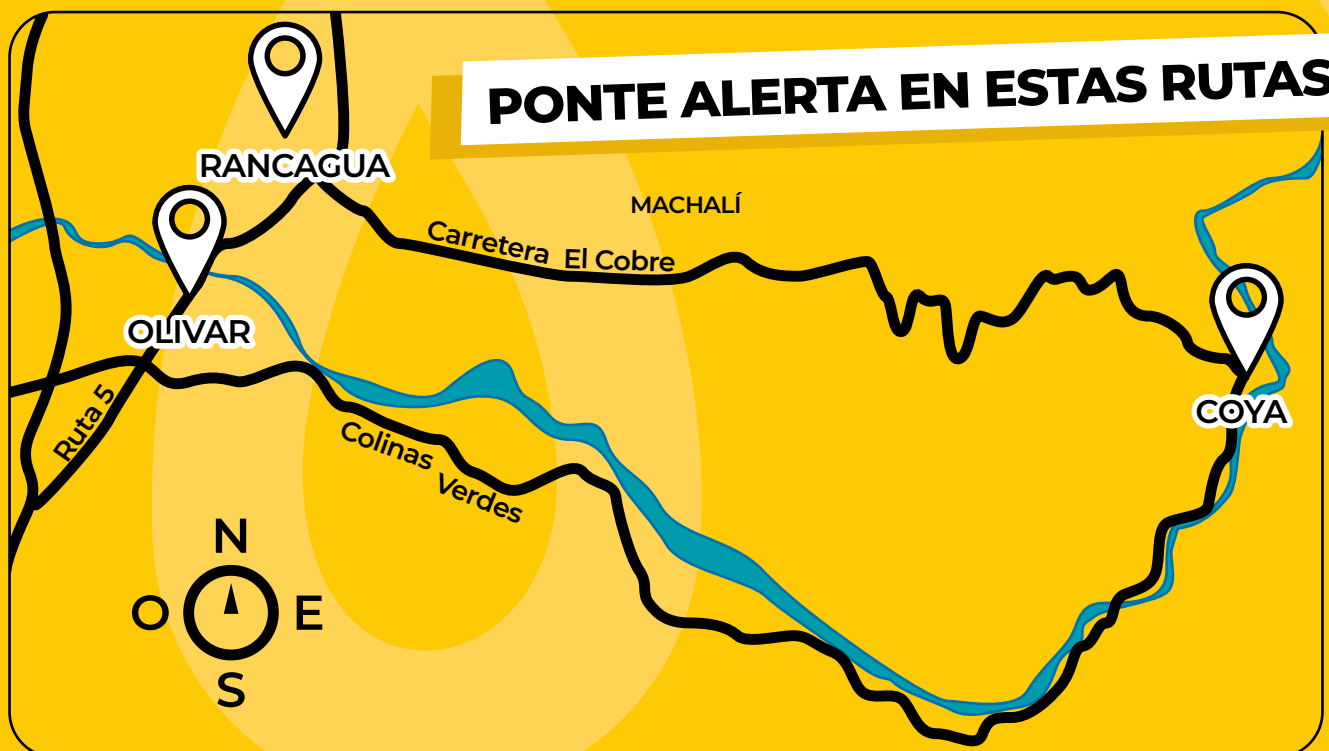 PONTE ALERTA EN ESTAS RUTAS
RANCAGUA
MACHALÍ
Carretera El Cobre
OLIVAR
COYA
Ruta 5
Colinas Verdes
N
O E
S